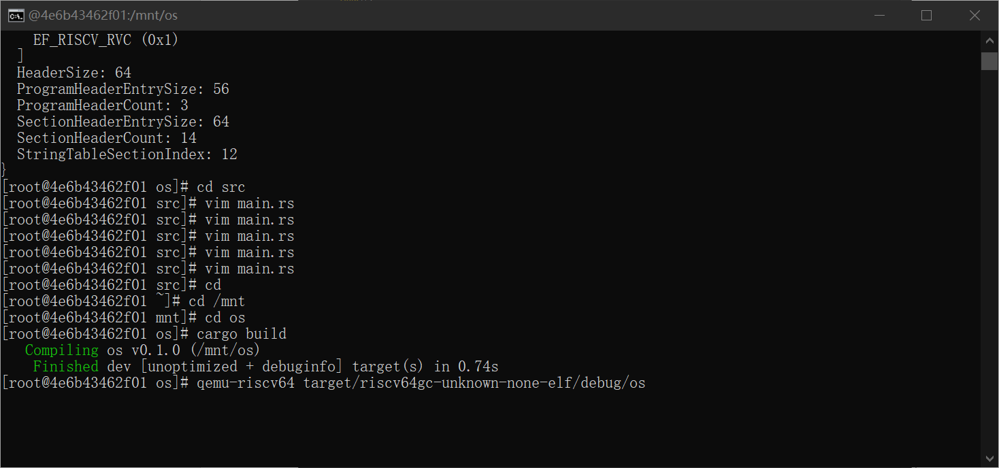 @4e6b43462f01:/mnt/os
    EF_RISCV_RVC (0x1)
  ]
  HeaderSize: 64
  ProgramHeaderEntrySize: 56
  ProgramHeaderCount: 3
  SectionHeaderEntrySize: 64
  SectionHeaderCount: 14
  StringTableSectionIndex: 12
}
[root@4e6b43462f01 os]# cd src
[root@4e6b43462f01 src]# vim main.rs
[root@4e6b43462f01 src]# vim main.rs
[root@4e6b43462f01 src]# vim main.rs
[root@4e6b43462f01 src]# vim main.rs
[root@4e6b43462f01 src]# vim main.rs
[root@4e6b43462f01 src]# cd
[root@4e6b43462f01 ~]# cd /mnt
[root@4e6b43462f01 mnt]# cd os
[root@4e6b43462f01 os]# cargo build
   Compiling os v0.1.0 (/mnt/os)
    Finished dev [unoptimized + debuginfo] target(s) in 0.74s
[root@4e6b43462f01 os]# qemu-riscv64 target/riscv64gc-unknown-none-elf/debug/os